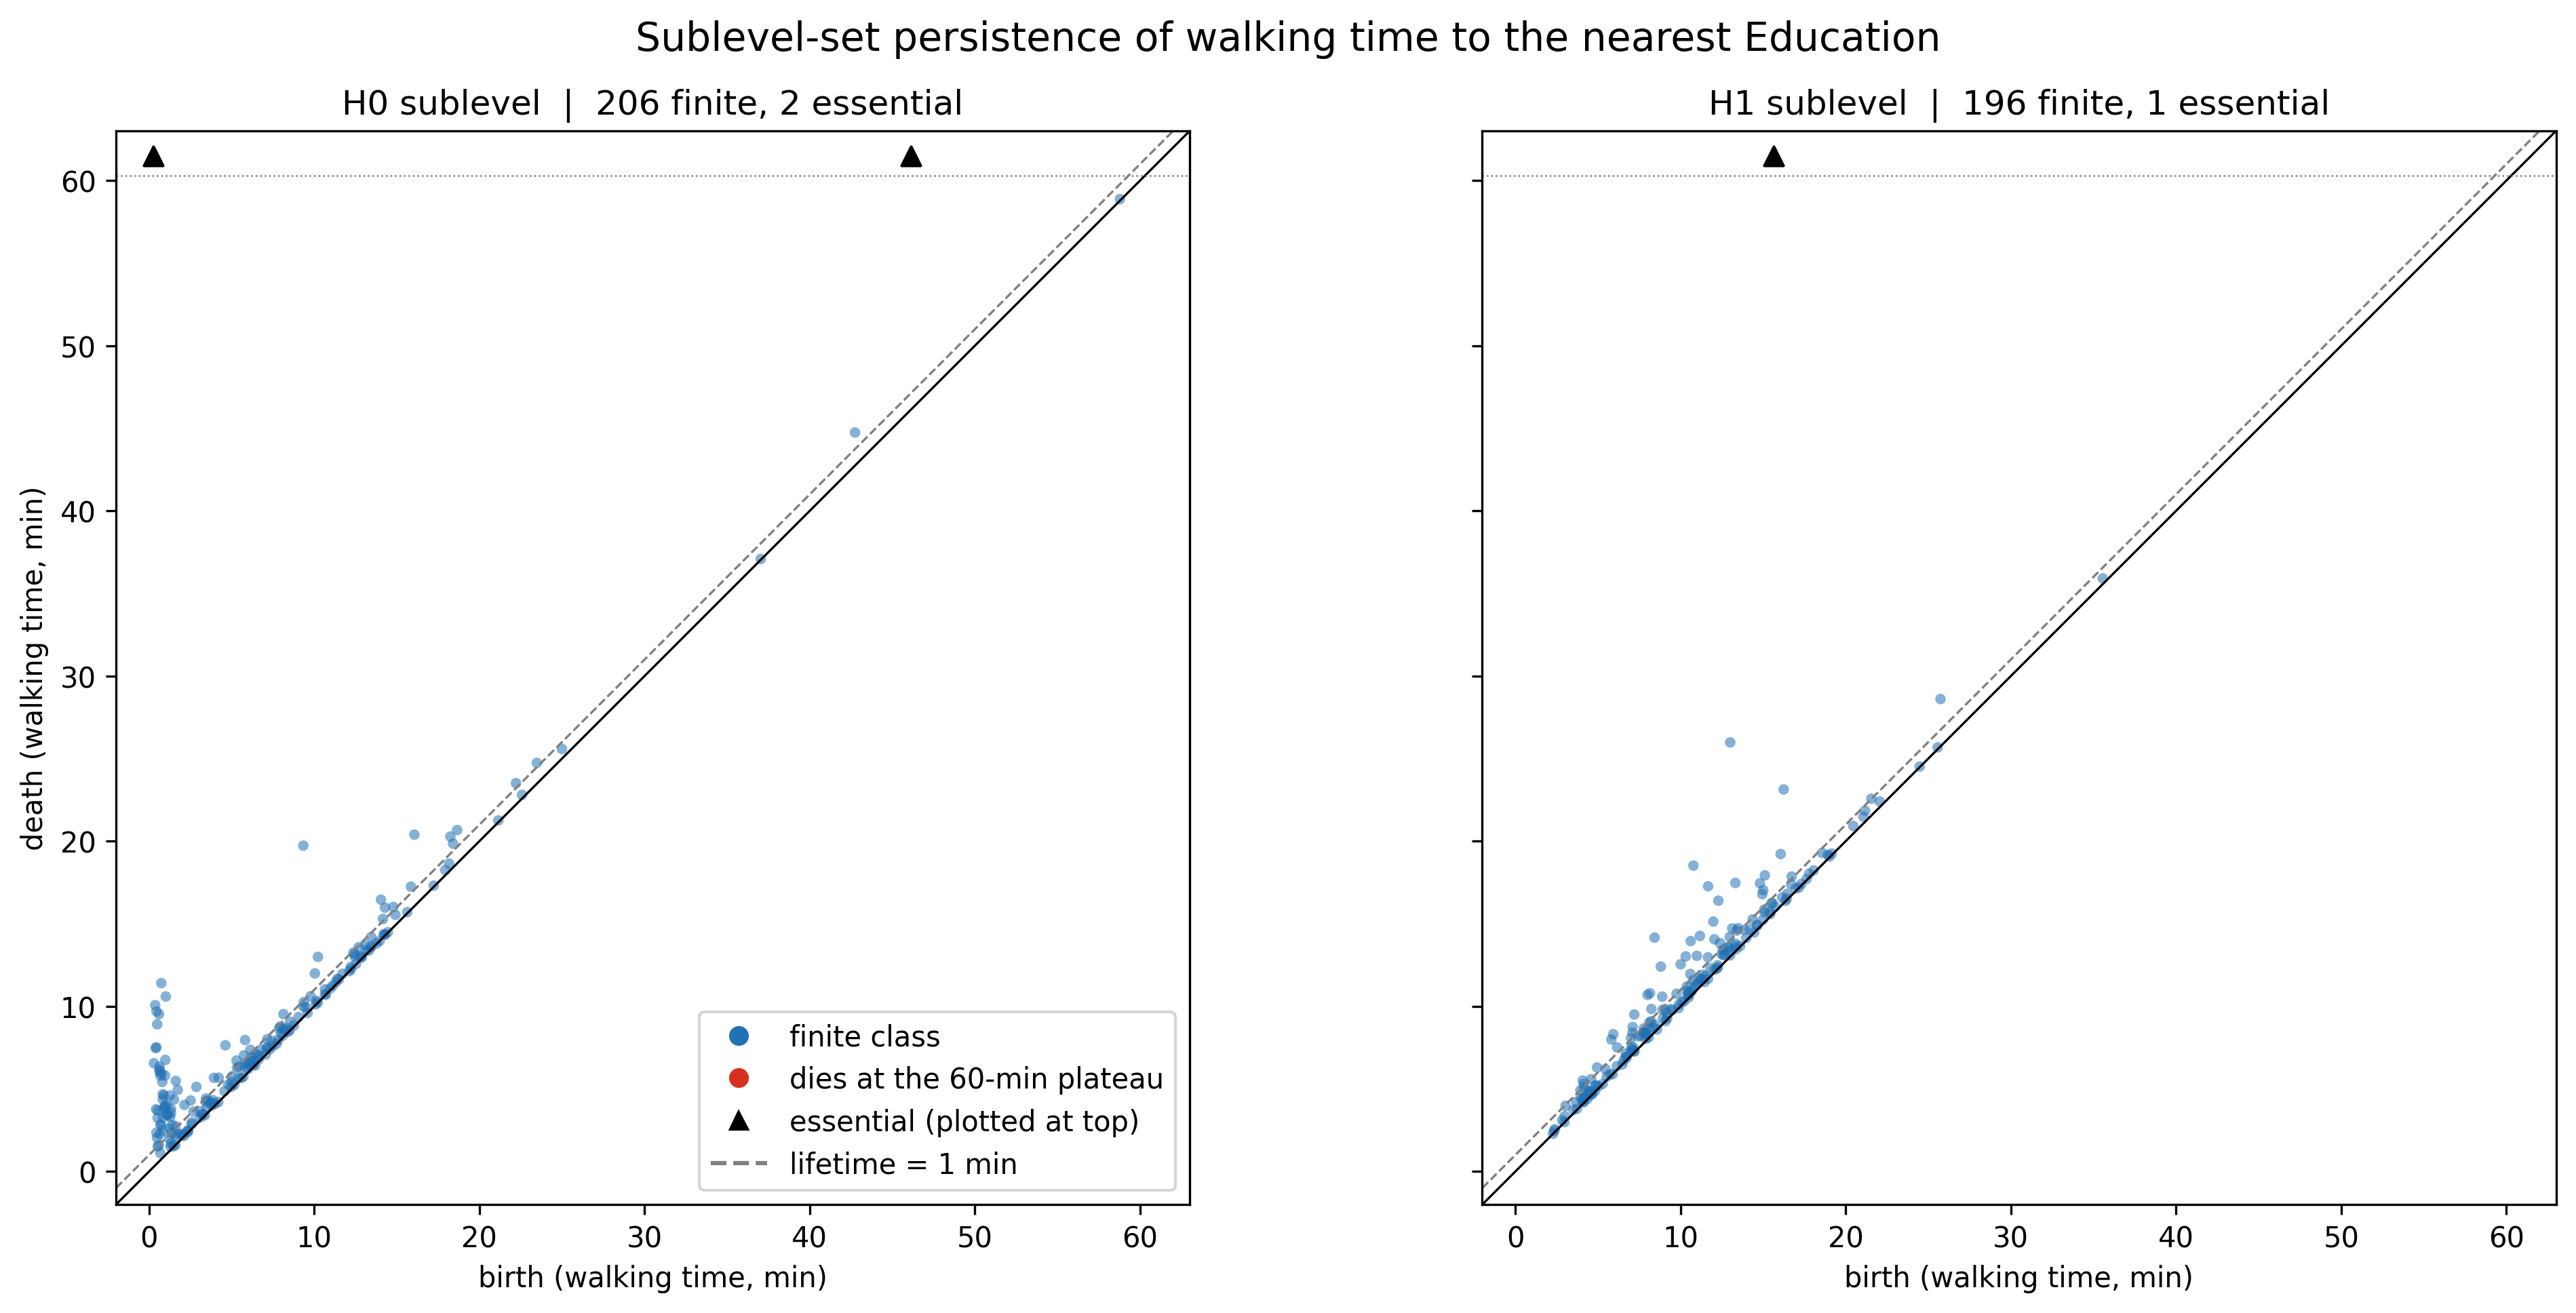 Sublevel-set persistence of walking time to the nearest Education
H0 sublevel | 206 finite, 2 essential
H1 sublevel | 196 finite, 1 essential
death (walking time, min)
60
50
40
30
20
10
0
finite class
dies at the 60-min plateau
essential (plotted at top)
lifetime = 1 min
0 10 20 30 40 50 60
0 10 20 30 40 50 60
birth (walking time, min)
birth (walking time, min)